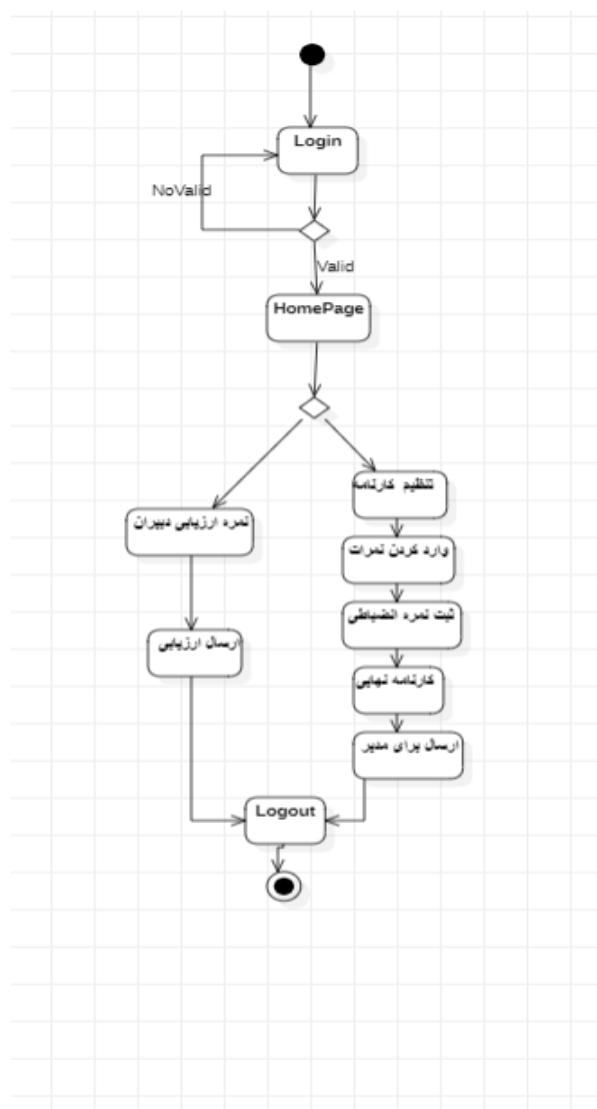 Login
NoValid
Valid
HomePage
تنظیم کارنامه
نمره ارزیابی دبیران
وارد کردن نمرات
ثبت نمره انضباطی
ارسال ارزیابی
کارنامه نهایی
ارسال برای مدیر
Logout